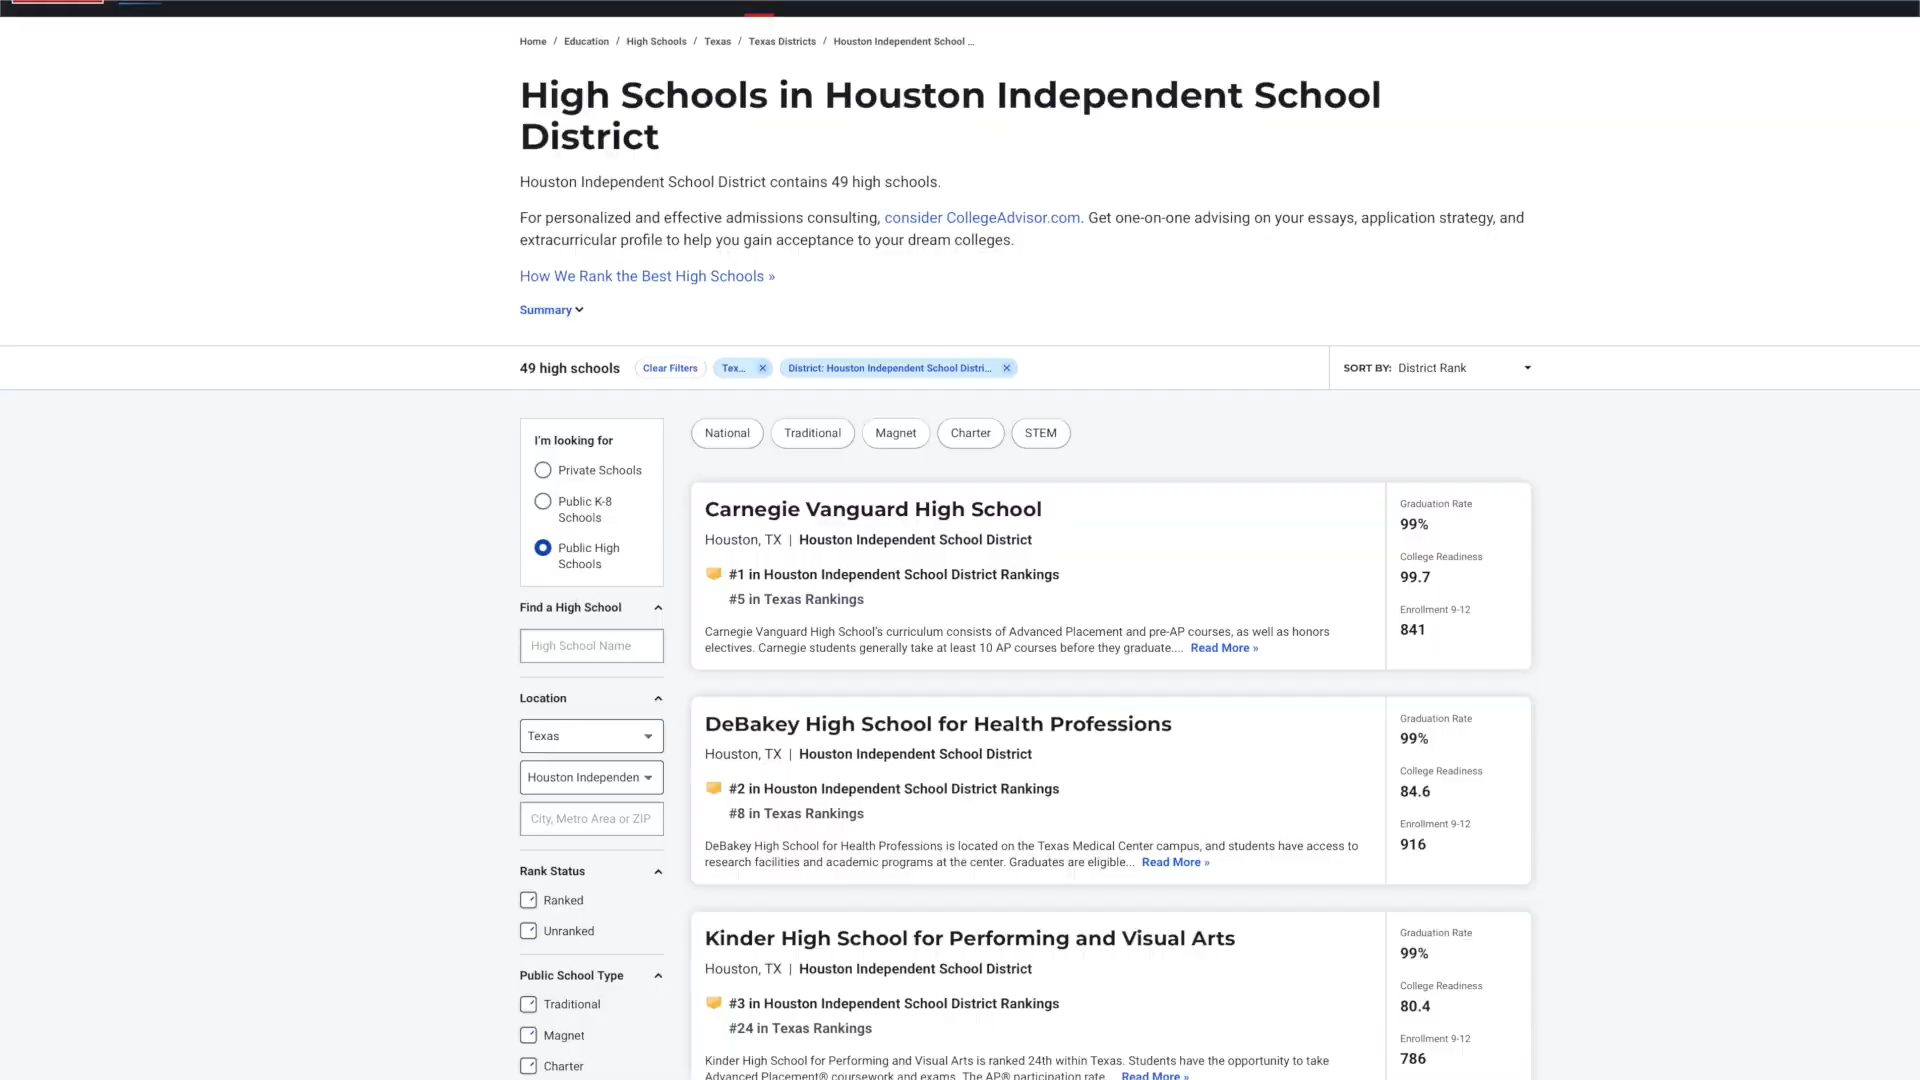 Home / Education / High Schools / Texas / Texas Districts / Houston Independent School ...
High Schools in Houston Independent School
District
Houston Independent School District contains 49 high schools.
For personalized and effective admissions consulting, consider CollegeAdvisor.com. Get one-on-one advising on your essays, application strategy, and
extracurricular profile to help you gain acceptance to your dream colleges.
How We Rank the Best High Schools »
Summary
49 high schools Clear Filters Tex... ✕ District: Houston Independent School Distri... ✕ SORT BY: District Rank
I'm looking for
Private Schools
Public K-8
Schools
Public High
Schools
Find a High School
High School Name
Location
Texas
Houston Independen
City, Metro Area or ZIP
Rank Status
Ranked
Unranked
Public School Type
Traditional
Magnet
Charter
National Traditional Magnet Charter STEM
Carnegie Vanguard High School
Houston, TX | Houston Independent School District
#1 in Houston Independent School District Rankings
#5 in Texas Rankings
Carnegie Vanguard High School's curriculum consists of Advanced Placement and pre-AP courses, as well as honors
electives. Carnegie students generally take at least 10 AP courses before they graduate.... Read More »
Graduation Rate
99%
College Readiness
99.7
Enrollment 9-12
841
DeBakey High School for Health Professions
Houston, TX | Houston Independent School District
#2 in Houston Independent School District Rankings
#8 in Texas Rankings
DeBakey High School for Health Professions is located on the Texas Medical Center campus, and students have access to
research facilities and academic programs at the center. Graduates are eligible... Read More »
Graduation Rate
99%
College Readiness
84.6
Enrollment 9-12
916
Kinder High School for Performing and Visual Arts
Houston, TX | Houston Independent School District
#3 in Houston Independent School District Rankings
#24 in Texas Rankings
Kinder High School for Performing and Visual Arts is ranked 24th within Texas. Students have the opportunity to take
Advanced Placement® coursework and exams. The AP® participation rate... Read More »
Graduation Rate
99%
College Readiness
80.4
Enrollment 9-12
786